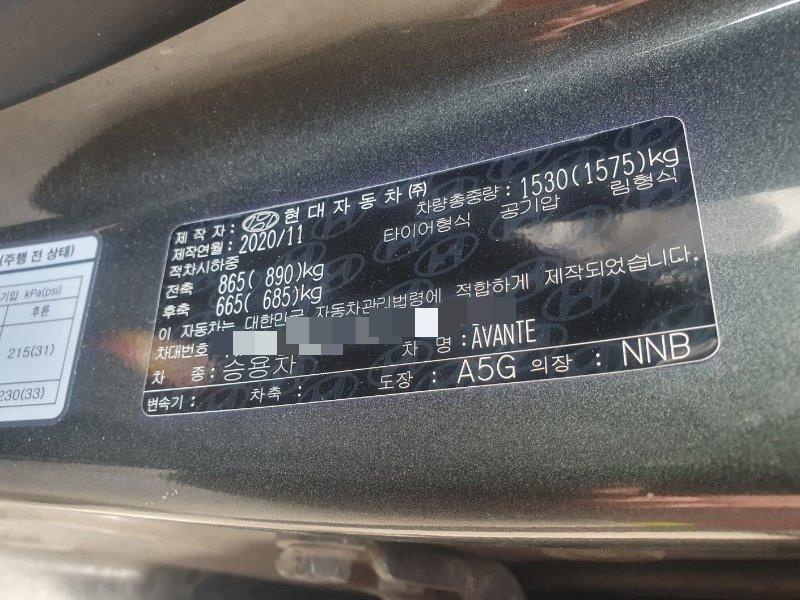 (주행 전 상태)
기압 kPa(psi)
후륜
215(31)
230(33)
제 작 자 : 현대자동차㈜
제작연월 : 2020/11
차량총중량 : 1530(1575)kg
적차시하중
타이어형식 공기압 림형식
전축 865( 890)kg
후축 665( 685)kg
이 자동차는 대한민국 자동차관리법령에 적합하게 제작되었습니다.
차대번호 :
차 명 : AVANTE
차 종 : 승용차
변속기 : 차축 : 도장 : A5G 의장 : NNB